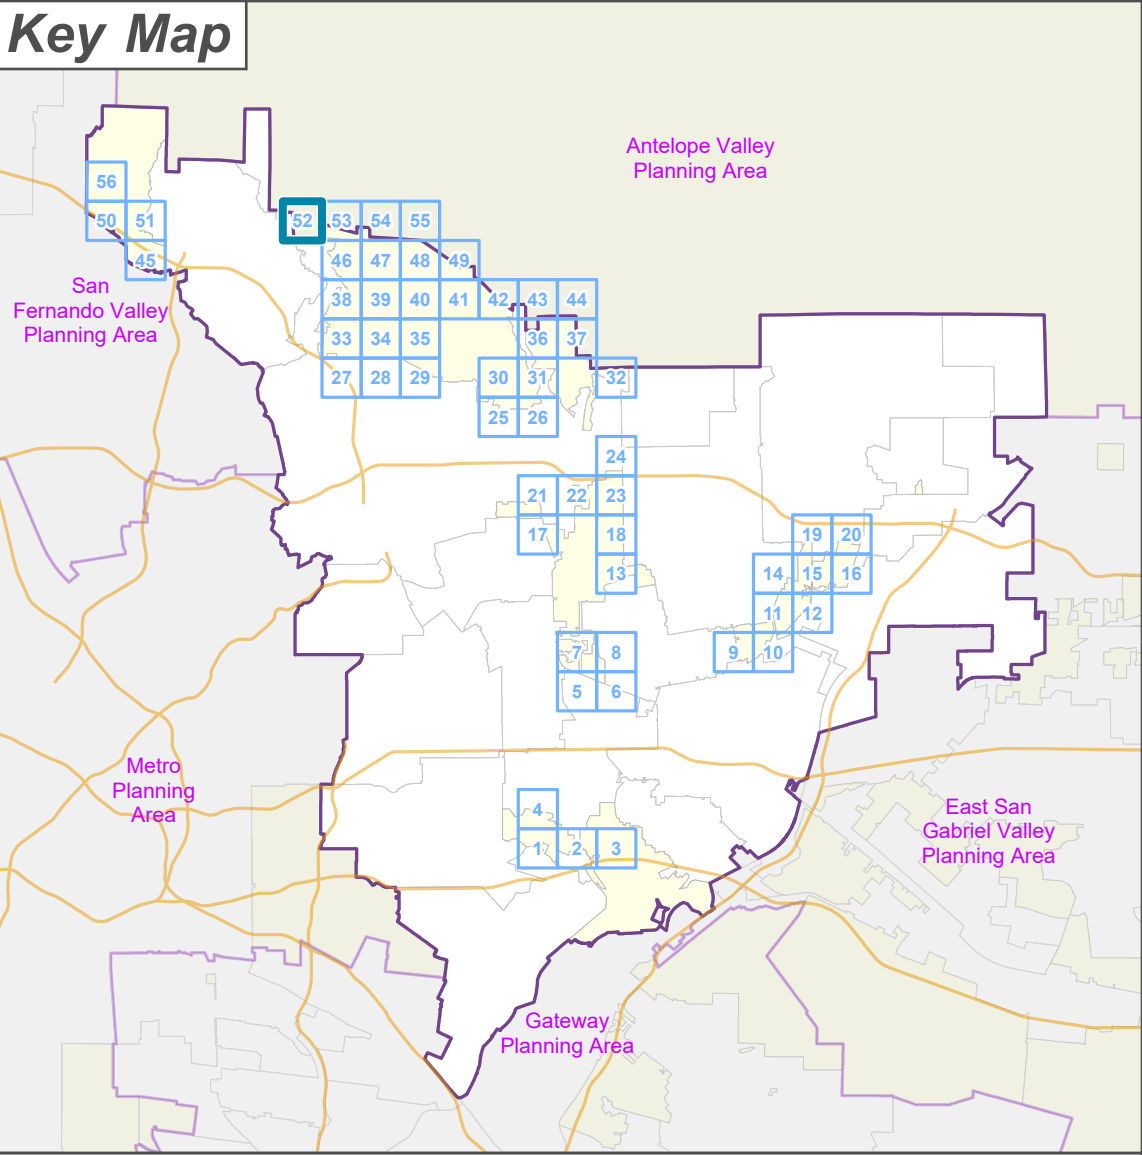 Key Map
Antelope Valley
Planning Area
56
50 51
52 53 54 55
45
46 47 48 49
San
Fernando Valley
Planning Area
38 39 40 41 42 43 44
33 34 35 36 37
27 28 29 30 31 32
25 26
24
21 22 23
17 18 19 20
13 14 15 16
11 12
7 8 9 10
5 6
Metro
Planning
Area
4
1 2 3
East San
Gabriel Valley
Planning Area
Gateway
Planning Area